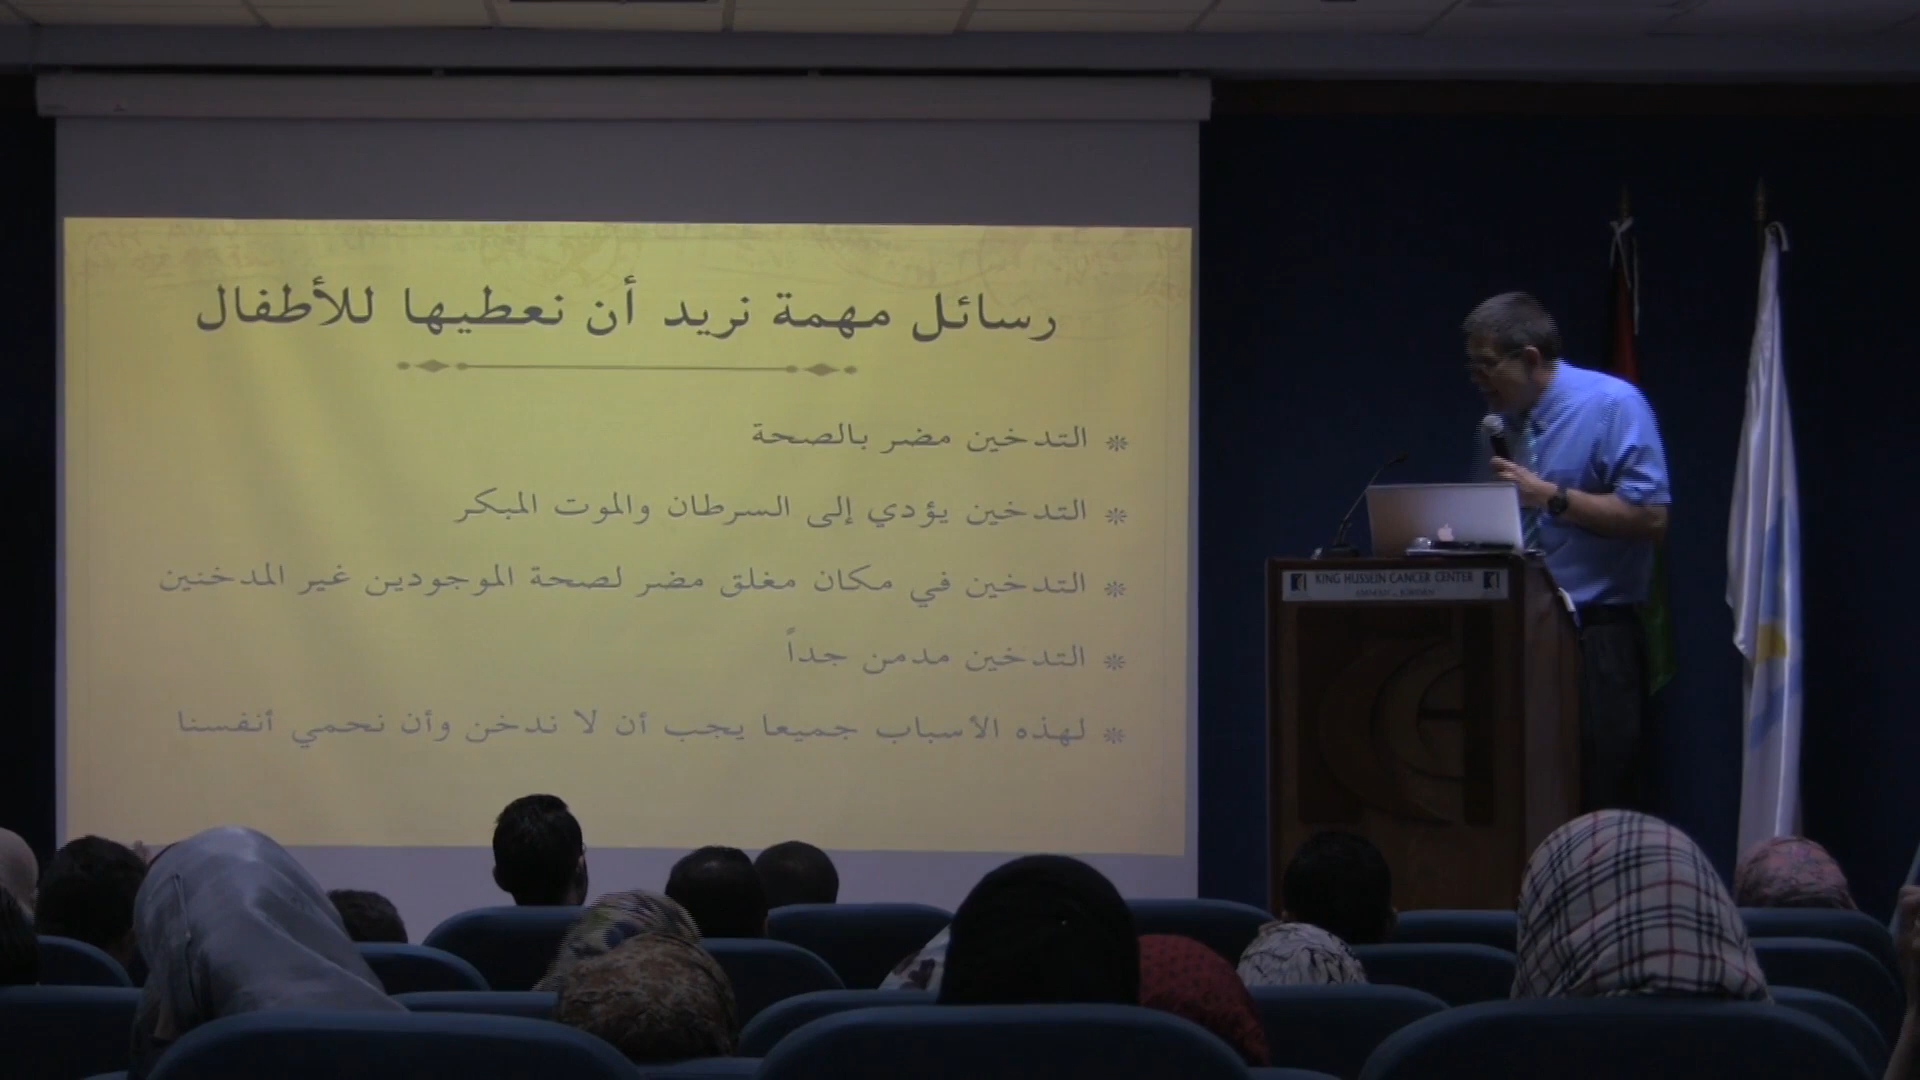 رسائل مهمة نريد أن نعطيها للأطفال
التدخين مضر بالصحة
التدخين يؤدي إلى السرطان والموت المبكر
التدخين في مكان مغلق مضر لصحة الموجودين غير المدخنين
التدخين مدمن جداً
لهذه الأسباب جميعا يجب أن لا ندخن وأن نحمي أنفسنا
KING HUSSEIN CANCER CENTER
AMMAN - JORDAN